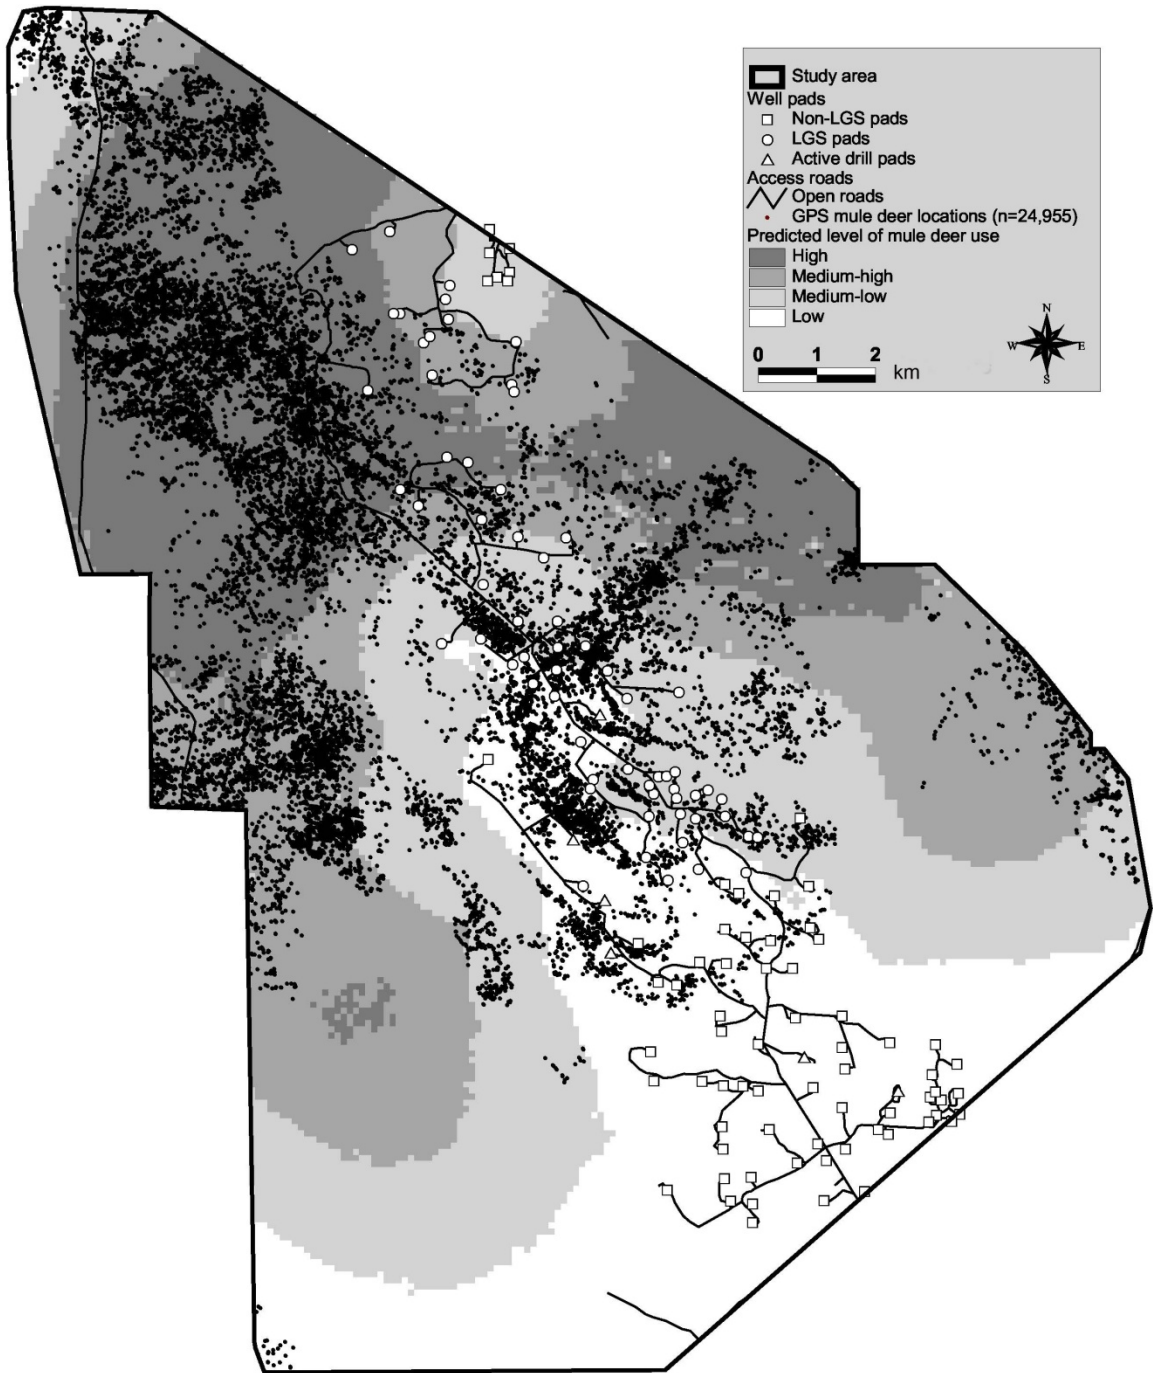 Study area
Well pads
Non-LGS pads
LGS pads
Active drill pads
Access roads
Open roads
GPS mule deer locations (n=24,955)
Predicted level of mule deer use
High
Medium-high
Medium-low
Low
N
W E
S
0 1 2
km